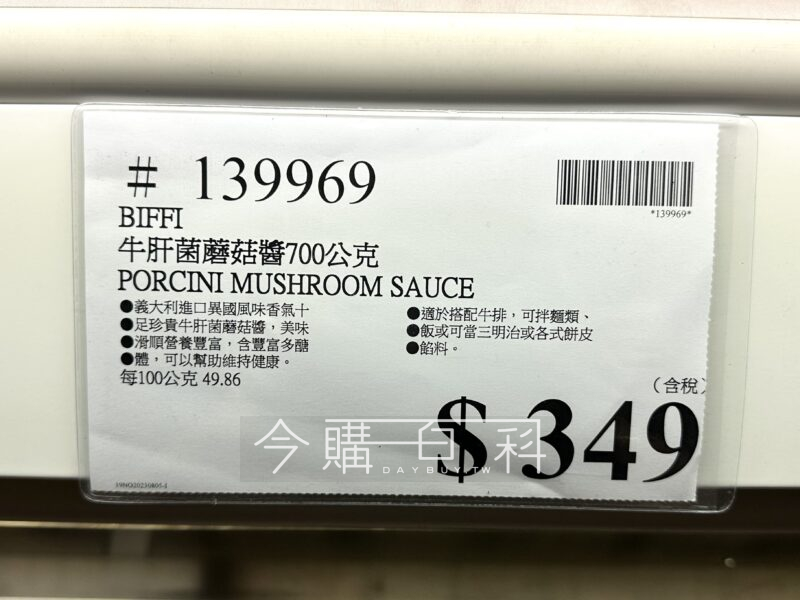 # 139969
*139969*
BIFFI
牛肝菌蘑菇醬700公克
PORCINI MUSHROOM SAUCE
●義大利進口異國風味香氣十
●足珍貴牛肝菌蘑菇醬，美味
●滑順營養豐富，含豐富多醣
●體，可以幫助維持健康。
●適於搭配牛排，可拌麵類、
●飯或可當三明治或各式餅皮
●餡料。
每100公克 49.86
（含稅）
$ 349
今購百科
DAYBUY.TW